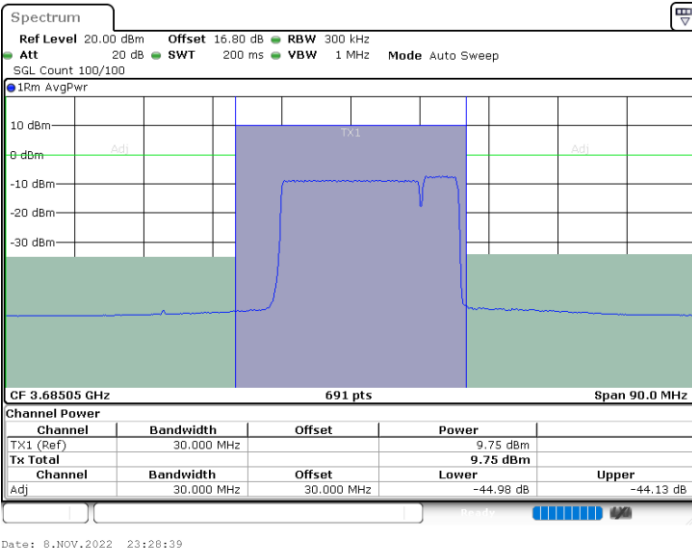 Spectrum
Ref Level 20.00 dBm Offset 16.80 dB RBW 300 kHz
Att 20 dB SWT 200 ms VBW 1 MHz Mode Auto Sweep
SGL Count 100/100
1Rm AvgPwr
10 dBm
TX1
Adj
Adj
0 dBm
-10 dBm
-20 dBm
-30 dBm
CF 3.68505 GHz 691 pts Span 90.0 MHz
Channel Power
Channel Bandwidth Offset Power
TX1 (Ref) 30.000 MHz 9.75 dBm
Tx Total 9.75 dBm
Channel Bandwidth Offset Lower Upper
Adj 30.000 MHz 30.000 MHz -44.98 dB -44.13 dB
Ready
Date: 8.NOV.2022 23:28:39